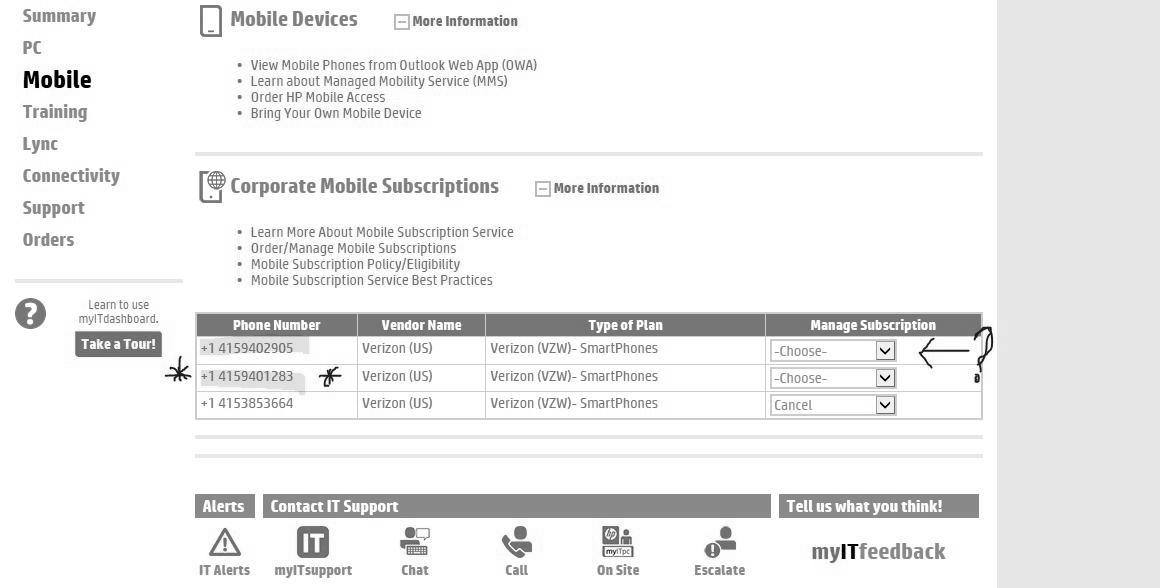 Summary
PC
Mobile
Training
Lync
Connectivity
Support
Orders
?
Learn to use
myITdashboard.
Take a Tour!
Mobile Devices
More Information
• View Mobile Phones from Outlook Web App (OWA)
• Learn about Managed Mobility Service (MMS)
• Order HP Mobile Access
• Bring Your Own Mobile Device
Corporate Mobile Subscriptions
More Information
• Learn More About Mobile Subscription Service
• Order/Manage Mobile Subscriptions
• Mobile Subscription Policy/Eligibility
• Mobile Subscription Service Best Practices
Phone Number Vendor Name Type of Plan Manage Subscription
+1 4159402905 Verizon (US) Verizon (VZW)- SmartPhones -Choose- ?
* +1 4159401283 * Verizon (US) Verizon (VZW)- SmartPhones -Choose-
+1 4153853664 Verizon (US) Verizon (VZW)- SmartPhones Cancel
Alerts Contact IT Support Tell us what you think!
IT
hp
myITpc
IT Alerts myITsupport Chat Call On Site Escalate
myITfeedback